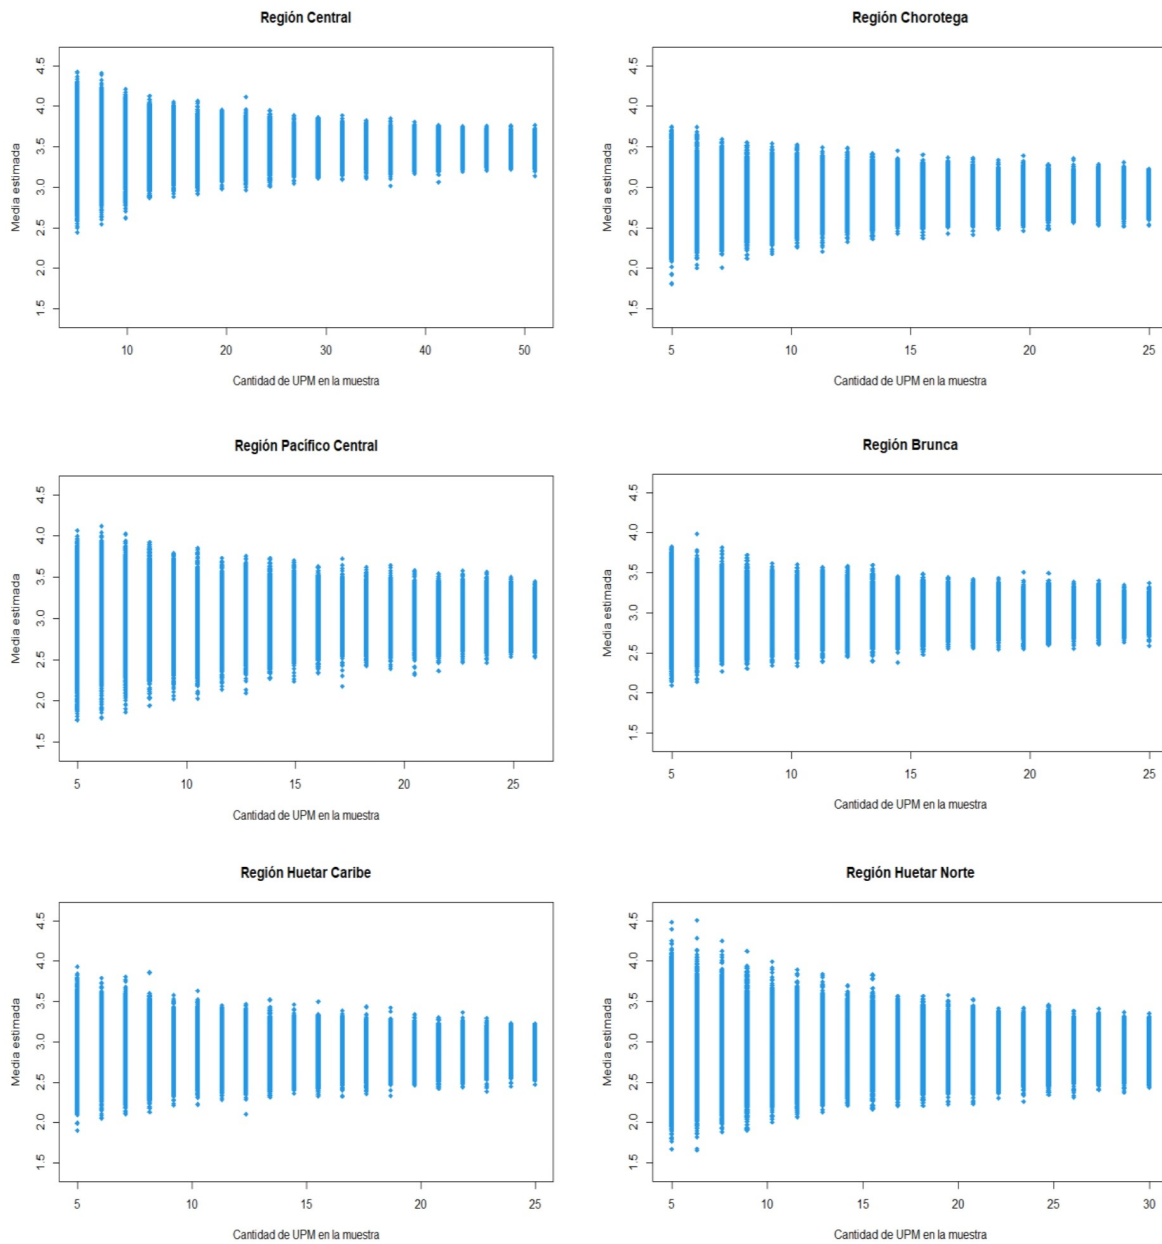 Región Central
Media estimada
4.5
4.0
3.5
3.0
2.5
2.0
1.5
10 20 30 40 50
Cantidad de UPM en la muestra
Región Chorotega
Media estimada
4.5
4.0
3.5
3.0
2.5
2.0
1.5
5 10 15 20 25
Cantidad de UPM en la muestra
Región Pacífico Central
Media estimada
4.5
4.0
3.5
3.0
2.5
2.0
1.5
5 10 15 20 25
Cantidad de UPM en la muestra
Región Brunca
Media estimada
4.5
4.0
3.5
3.0
2.5
2.0
1.5
5 10 15 20 25
Cantidad de UPM en la muestra
Región Huetar Caribe
Media estimada
4.5
4.0
3.5
3.0
2.5
2.0
1.5
5 10 15 20 25
Cantidad de UPM en la muestra
Región Huetar Norte
Media estimada
4.5
4.0
3.5
3.0
2.5
2.0
1.5
5 10 15 20 25 30
Cantidad de UPM en la muestra